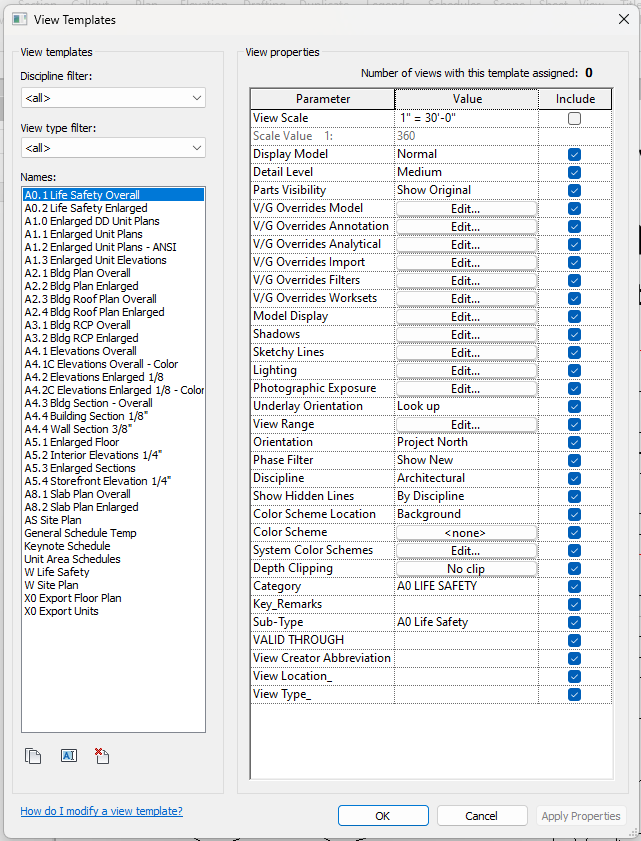 View Templates
View templates
Discipline filter:
<all>
View type filter:
<all>
Names:
A0.1 Life Safety Overall
A0.2 Life Safety Enlarged
A1.0 Enlarged DD Unit Plans
A1.1 Enlarged Unit Plans
A1.2 Enlarged Unit Plans - ANSI
A1.3 Enlarged Unit Elevations
A2.1 Bldg Plan Overall
A2.2 Bldg Plan Enlarged
A2.3 Bldg Roof Plan Overall
A2.4 Bldg Roof Plan Enlarged
A3.1 Bldg RCP Overall
A3.2 Bldg RCP Enlarged
A4.1 Elevations Overall
A4.1C Elevations Overall - Color
A4.2 Elevations Enlarged 1/8
A4.2C Elevations Enlarged 1/8 - Color
A4.3 Bldg Section - Overall
A4.4 Building Section 1/8"
A4.4 Wall Section 3/8"
A5.1 Enlarged Floor
A5.2 Interior Elevations 1/4"
A5.3 Enlarged Sections
A5.4 Storefront Elevation 1/4"
A8.1 Slab Plan Overall
A8.2 Slab Plan Enlarged
AS Site Plan
General Schedule Temp
Keynote Schedule
Unit Area Schedules
W Life Safety
W Site Plan
X0 Export Floor Plan
X0 Export Units
How do I modify a view template?
View properties
Number of views with this template assigned: 0
Parameter Value Include
View Scale 1" = 30'-0"
Scale Value 1: 360
Display Model Normal
Detail Level Medium
Parts Visibility Show Original
V/G Overrides Model Edit...
V/G Overrides Annotation Edit...
V/G Overrides Analytical Edit...
V/G Overrides Import Edit...
V/G Overrides Filters Edit...
V/G Overrides Worksets Edit...
Model Display Edit...
Shadows Edit...
Sketchy Lines Edit...
Lighting Edit...
Photographic Exposure Edit...
Underlay Orientation Look up
View Range Edit...
Orientation Project North
Phase Filter Show New
Discipline Architectural
Show Hidden Lines By Discipline
Color Scheme Location Background
Color Scheme <none>
System Color Schemes Edit...
Depth Clipping No clip
Category A0 LIFE SAFETY
Key_Remarks
Sub-Type A0 Life Safety
VALID THROUGH
View Creator Abbreviation
View Location_
View Type_
OK Cancel Apply Properties